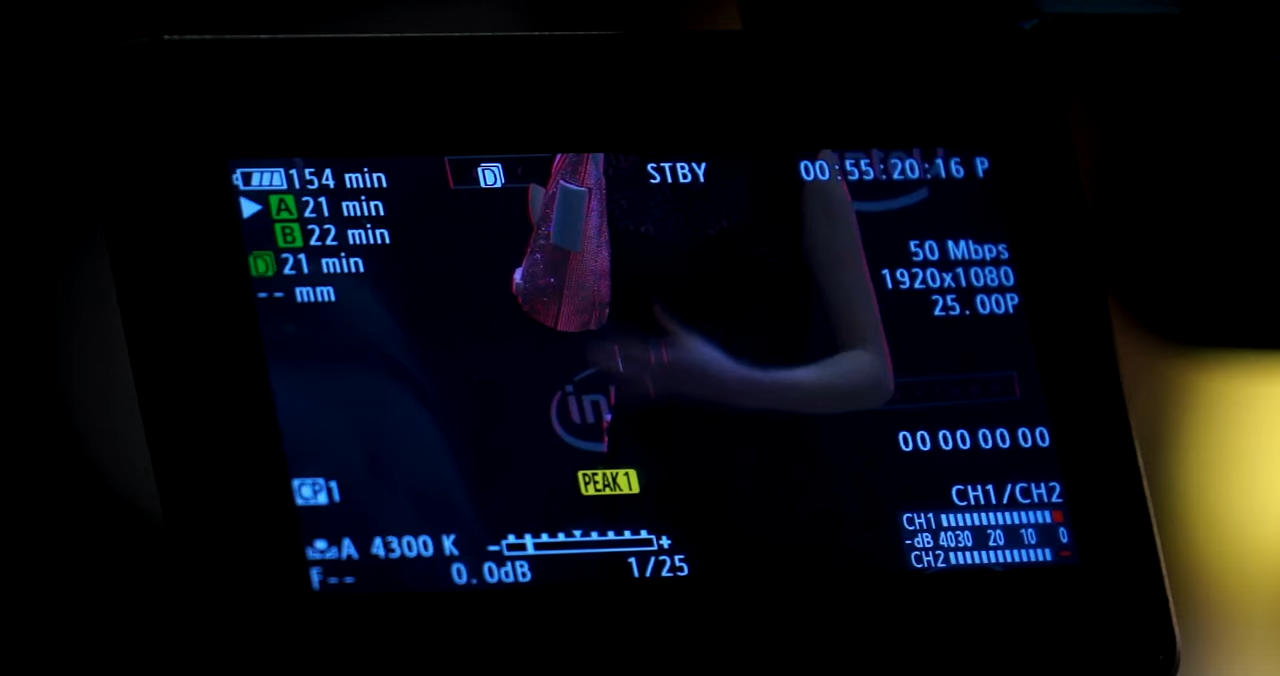 154 min
D
STBY
00:55:20:16 P
A 21 min
B 22 min
D 21 min
-- mm
50 Mbps
1920x1080
25.00P
in
00 00 00 00
PEAK1
CP1
CH1/CH2
CH1
-dB 40 30 20 10 0
CH2
A 4300 K
- +
F-- 0.0dB 1/25